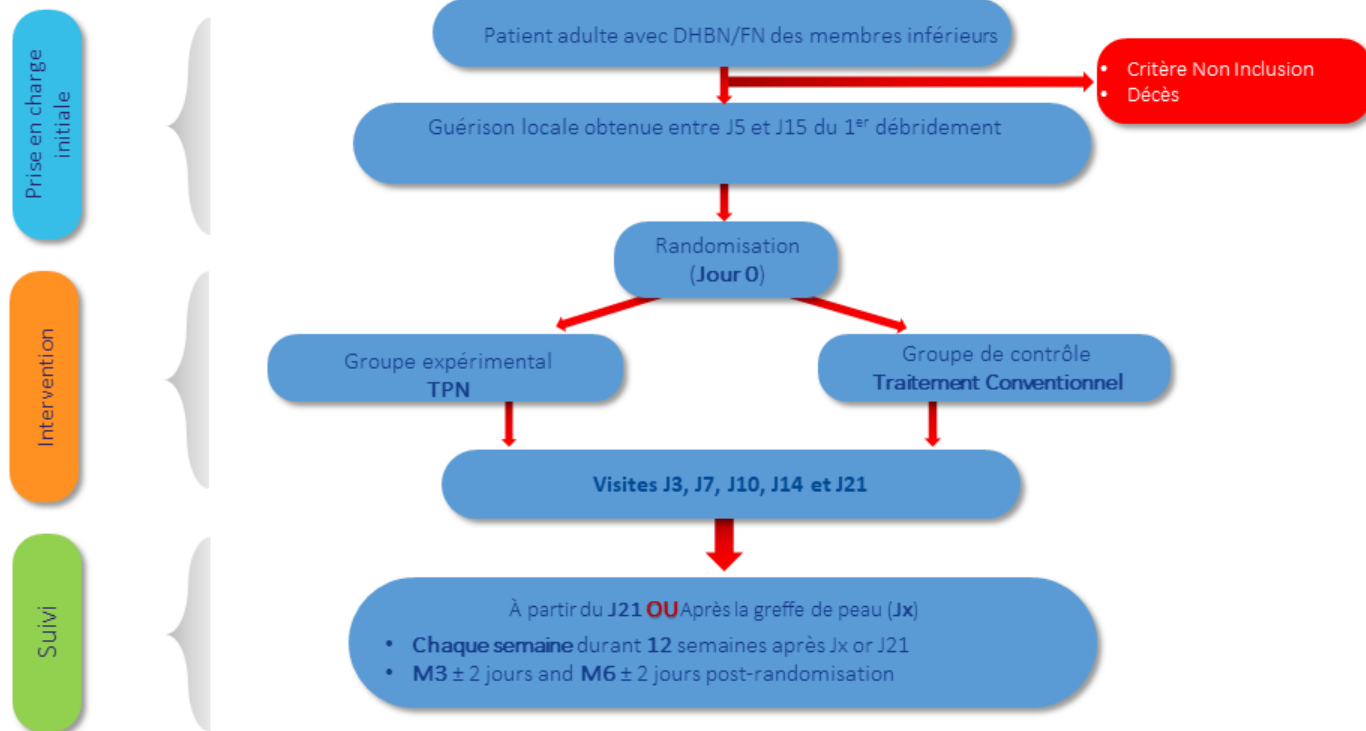 Prise en charge
initiale
Patient adulte avec DHBN/FN des membres inférieurs
• Critère Non Inclusion
• Décès
Guérison locale obtenue entre J5 et J15 du 1er débridement
Randomisation
(Jour 0)
Intervention
Groupe expérimental
TPN
Groupe de contrôle
Traitement Conventionnel
Visites J3, J7, J10, J14 et J21
Suivi
À partir du J21 OU Après la greffe de peau (Jx)
• Chaque semaine durant 12 semaines après Jx or J21
• M3 ± 2 jours and M6 ± 2 jours post-randomisation